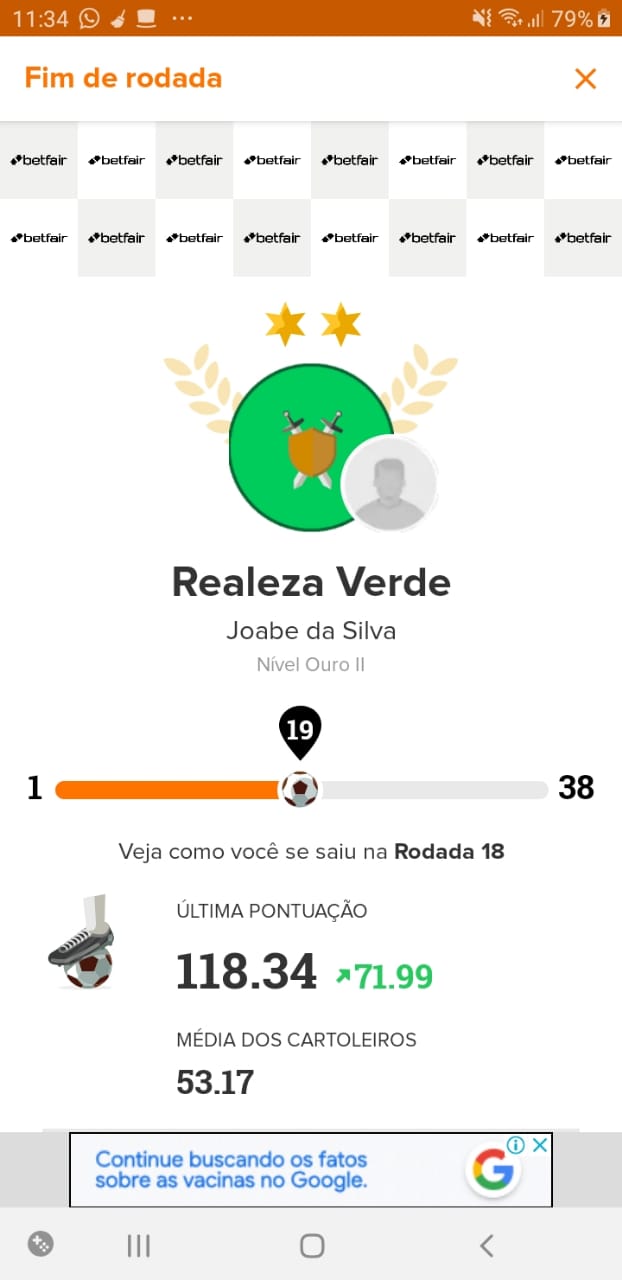 11:34
79%
Fim de rodada
betfair betfair betfair betfair betfair betfair betfair betfair
betfair betfair betfair betfair betfair betfair betfair betfair
Realeza Verde
Joabe da Silva
Nível Ouro II
19
1 38
Veja como você se saiu na Rodada 18
ÚLTIMA PONTUAÇÃO
118.34 71.99
MÉDIA DOS CARTOLEIROS
53.17
Continue buscando os fatos
sobre as vacinas no Google.